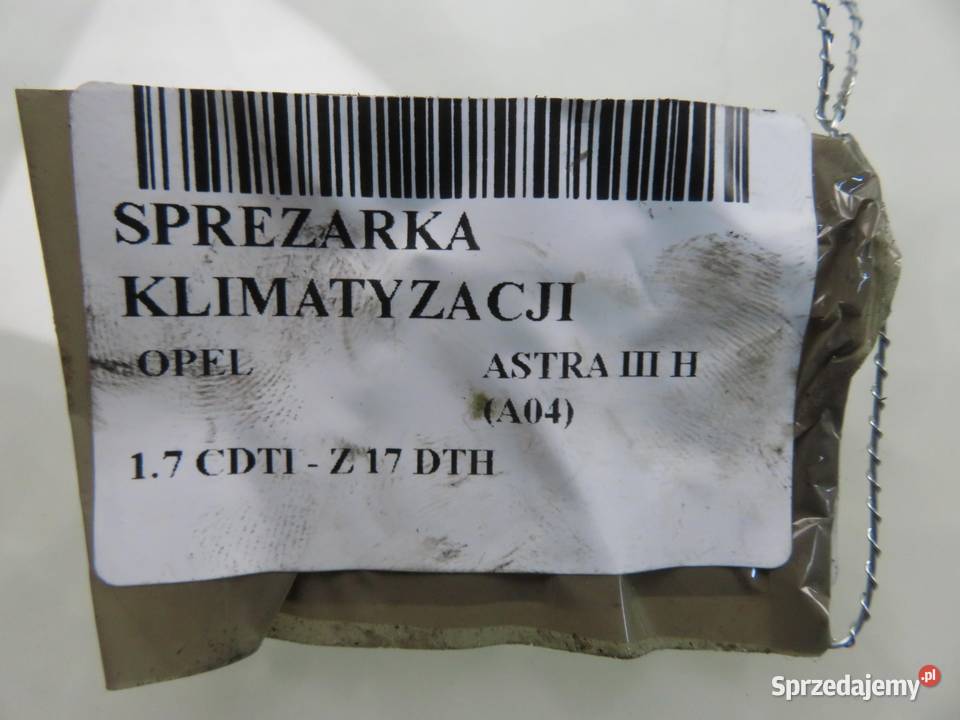 SPREZARKA
KLIMATYZACJI
OPEL ASTRA III H
(A04)
1.7 CDTI - Z 17 DTH
Sprzedajemy.pl